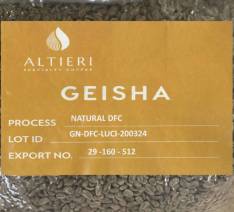 ALTIERI
SPECIALTY COFFEE
GEISHA
PROCESS NATURAL DFC
LOT ID GN-DFC-LUCI-200324
EXPORT NO. 29 -160 - 512